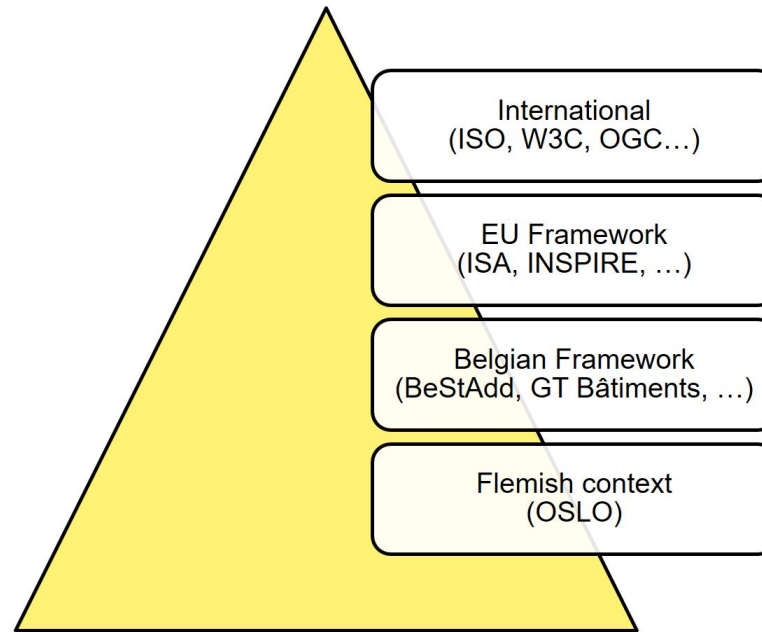 International
(ISO, W3C, OGC…)
EU Framework
(ISA, INSPIRE, …)
Belgian Framework
(BeStAdd, GT Bâtiments, …)
Flemish context
(OSLO)